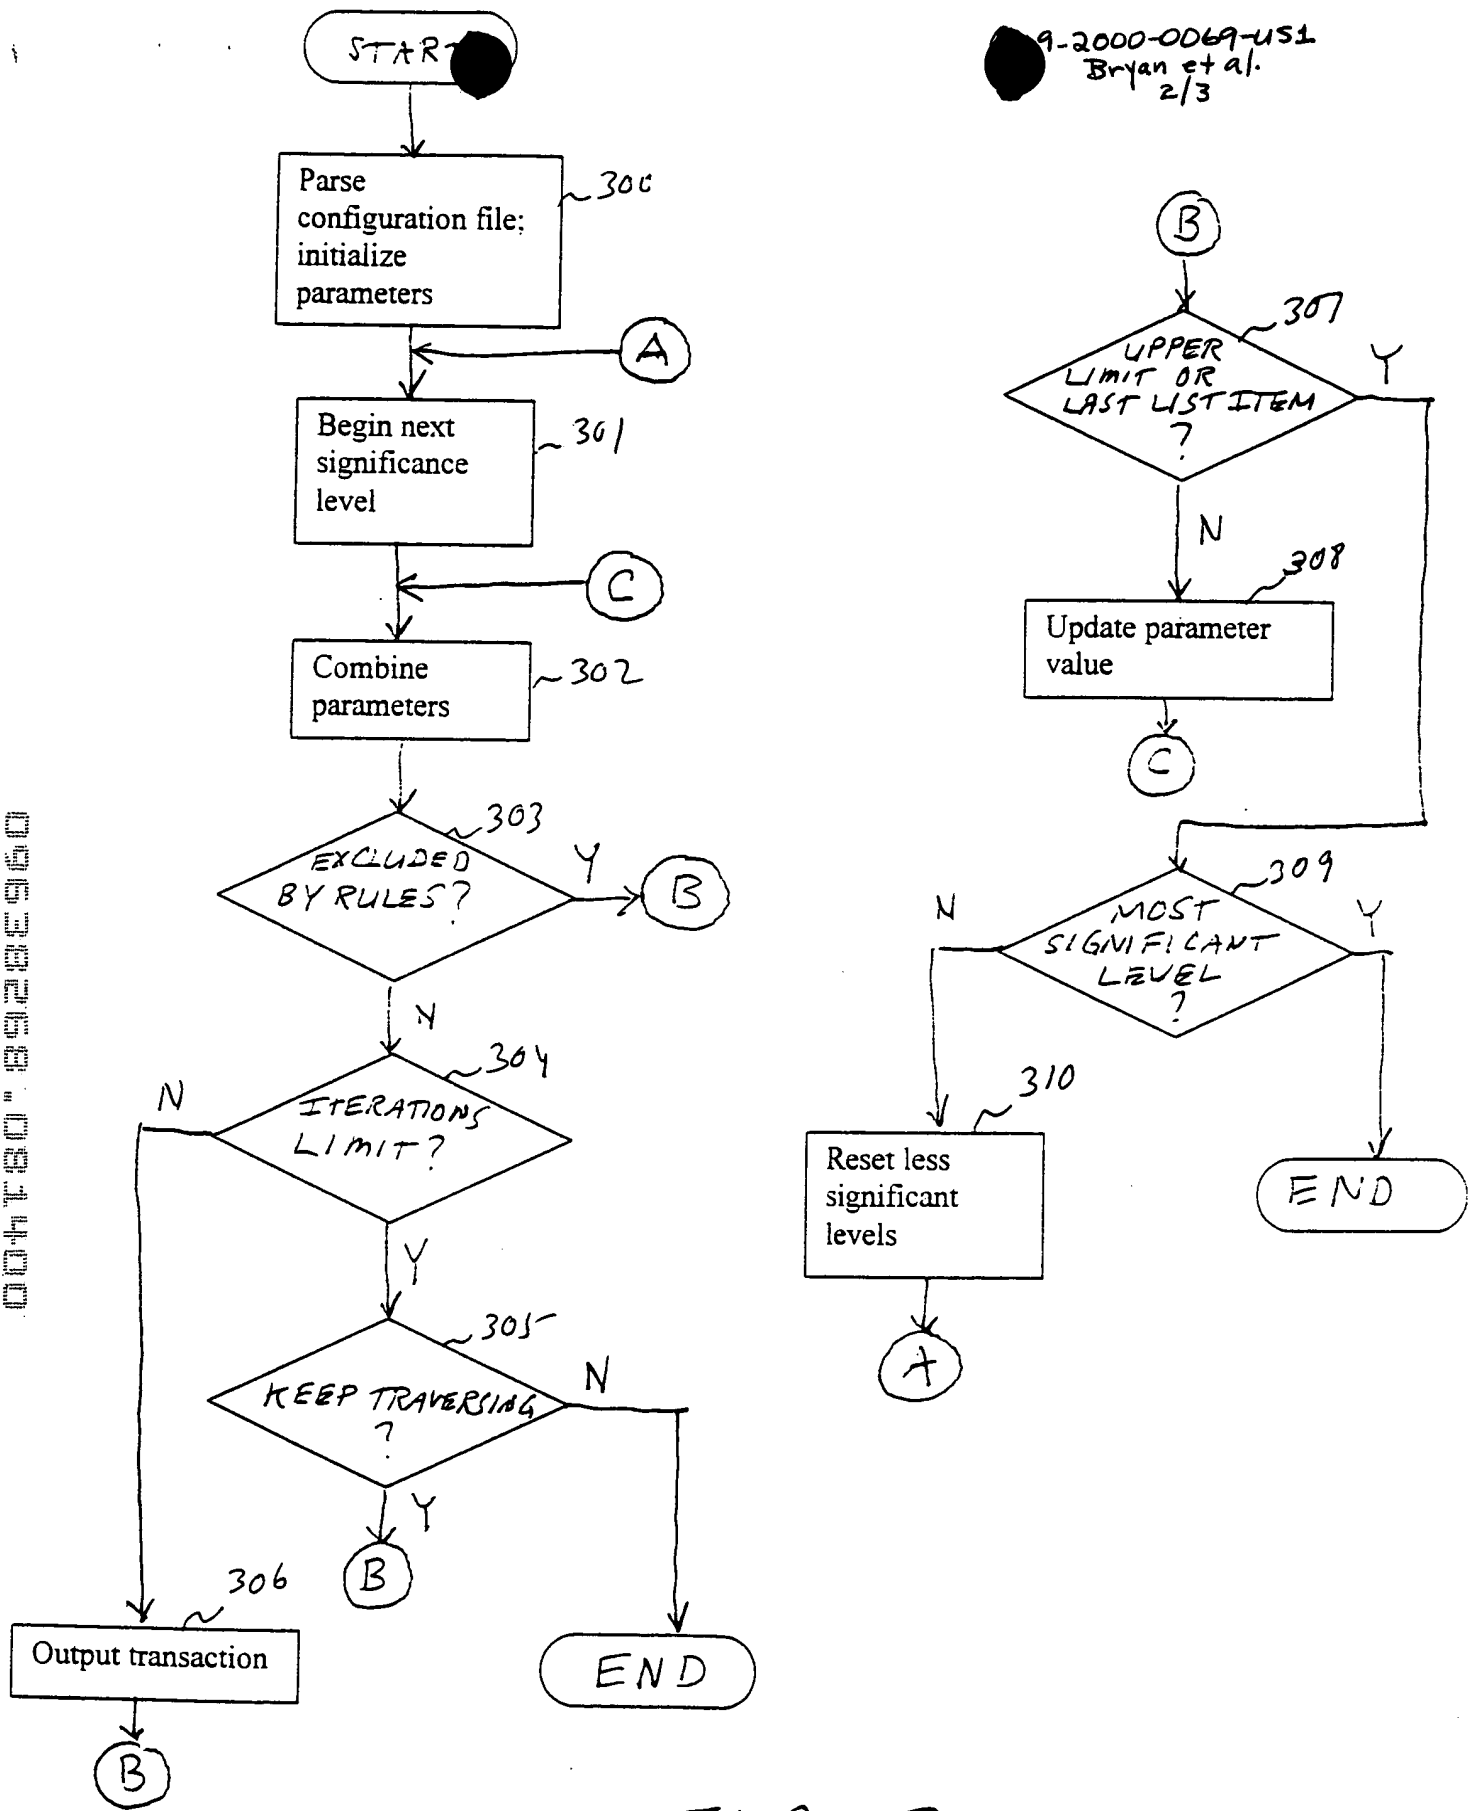 START
9-2000-0069-US1
Bryan et al.
2/3
Parse
configuration file;
initialize
parameters
300
A
Begin next
significance
level
301
C
Combine
parameters
302
EXCLUDED
BY RULES?
303
Y
B
N
ITERATIONS
LIMIT?
304
N
Y
KEEP TRAVERSING
?
305
N
Y
B
306
Output transaction
B
END
B
307
UPPER
LIMIT OR
LAST LIST ITEM
?
Y
N
308
Update parameter
value
C
309
MOST
SIGNIFICANT
LEVEL
?
N
Y
310
Reset less
significant
levels
END
A
09638258.081400